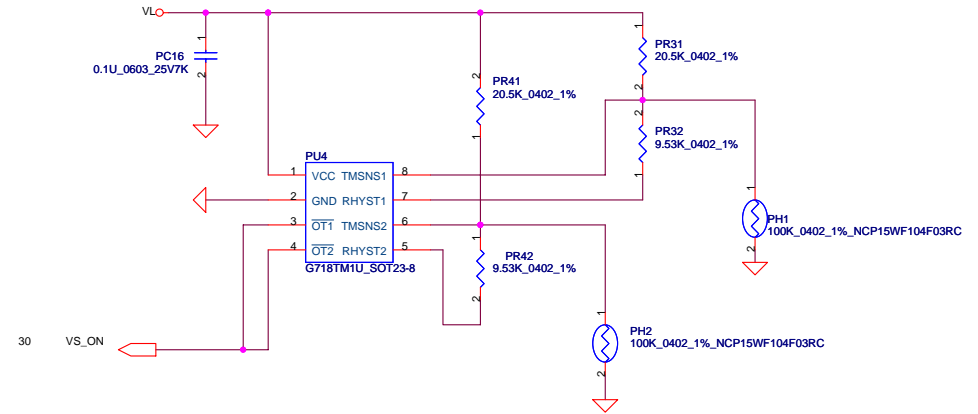 VL
1
PC16
0.1U_0603_25V7K
2
2
PR41
20.5K_0402_1%
1
1
PR31
20.5K_0402_1%
2
2
PR32
9.53K_0402_1%
1
PU4
1 VCC TMSNS1 8
2 GND RHYST1 7
3 OT1 TMSNS2 6
4 OT2 RHYST2 5
G718TM1U_SOT23-8
1
PR42
9.53K_0402_1%
2
1
PH1
100K_0402_1%_NCP15WF104F03RC
2
1
PH2
100K_0402_1%_NCP15WF104F03RC
2
30 VS_ON